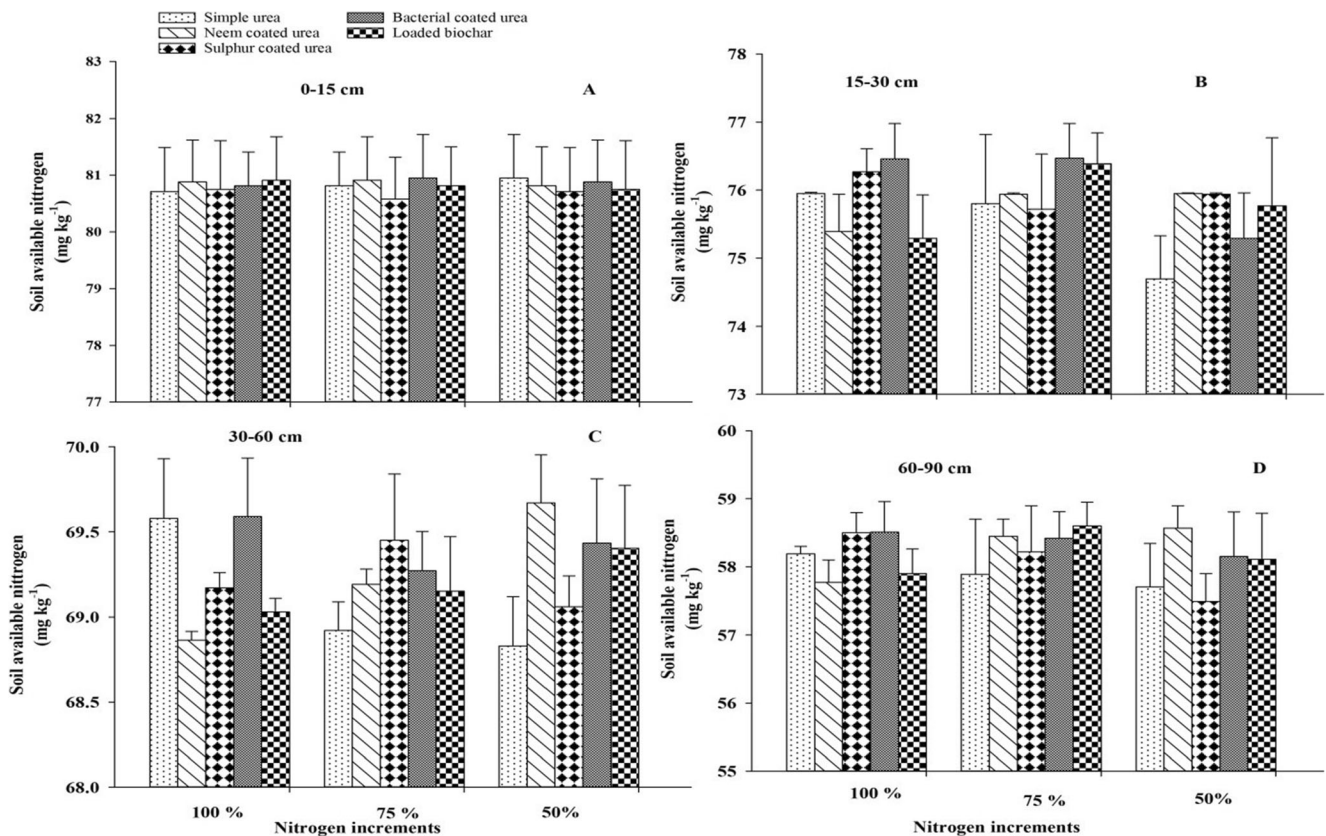 Simple urea
Bacterial coated urea
Neem coated urea
Loaded biochar
Sulphur coated urea
83
82
81
80
79
78
77
0-15 cm
A
Soil available nittrogen
(mg kg-1)
78
77
76
75
74
73
15-30 cm
B
Soil available nittrogen
(mg kg-1)
70.0
69.5
69.0
68.5
68.0
30-60 cm
C
Soil available nittrogen
(mg kg-1)
100 %
75 %
50%
Nitrogen increments
60
59
58
57
56
55
60-90 cm
D
Soil available nittrogen
(mg kg-1)
100 %
75 %
50%
Nitrogen increments